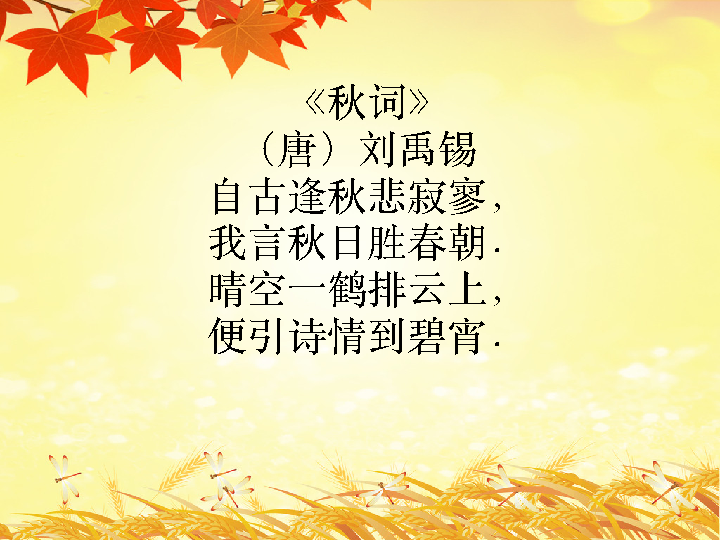 《秋词》
（唐）刘禹锡
自古逢秋悲寂寥，
我言秋日胜春朝．
晴空一鹤排云上，
便引诗情到碧宵．